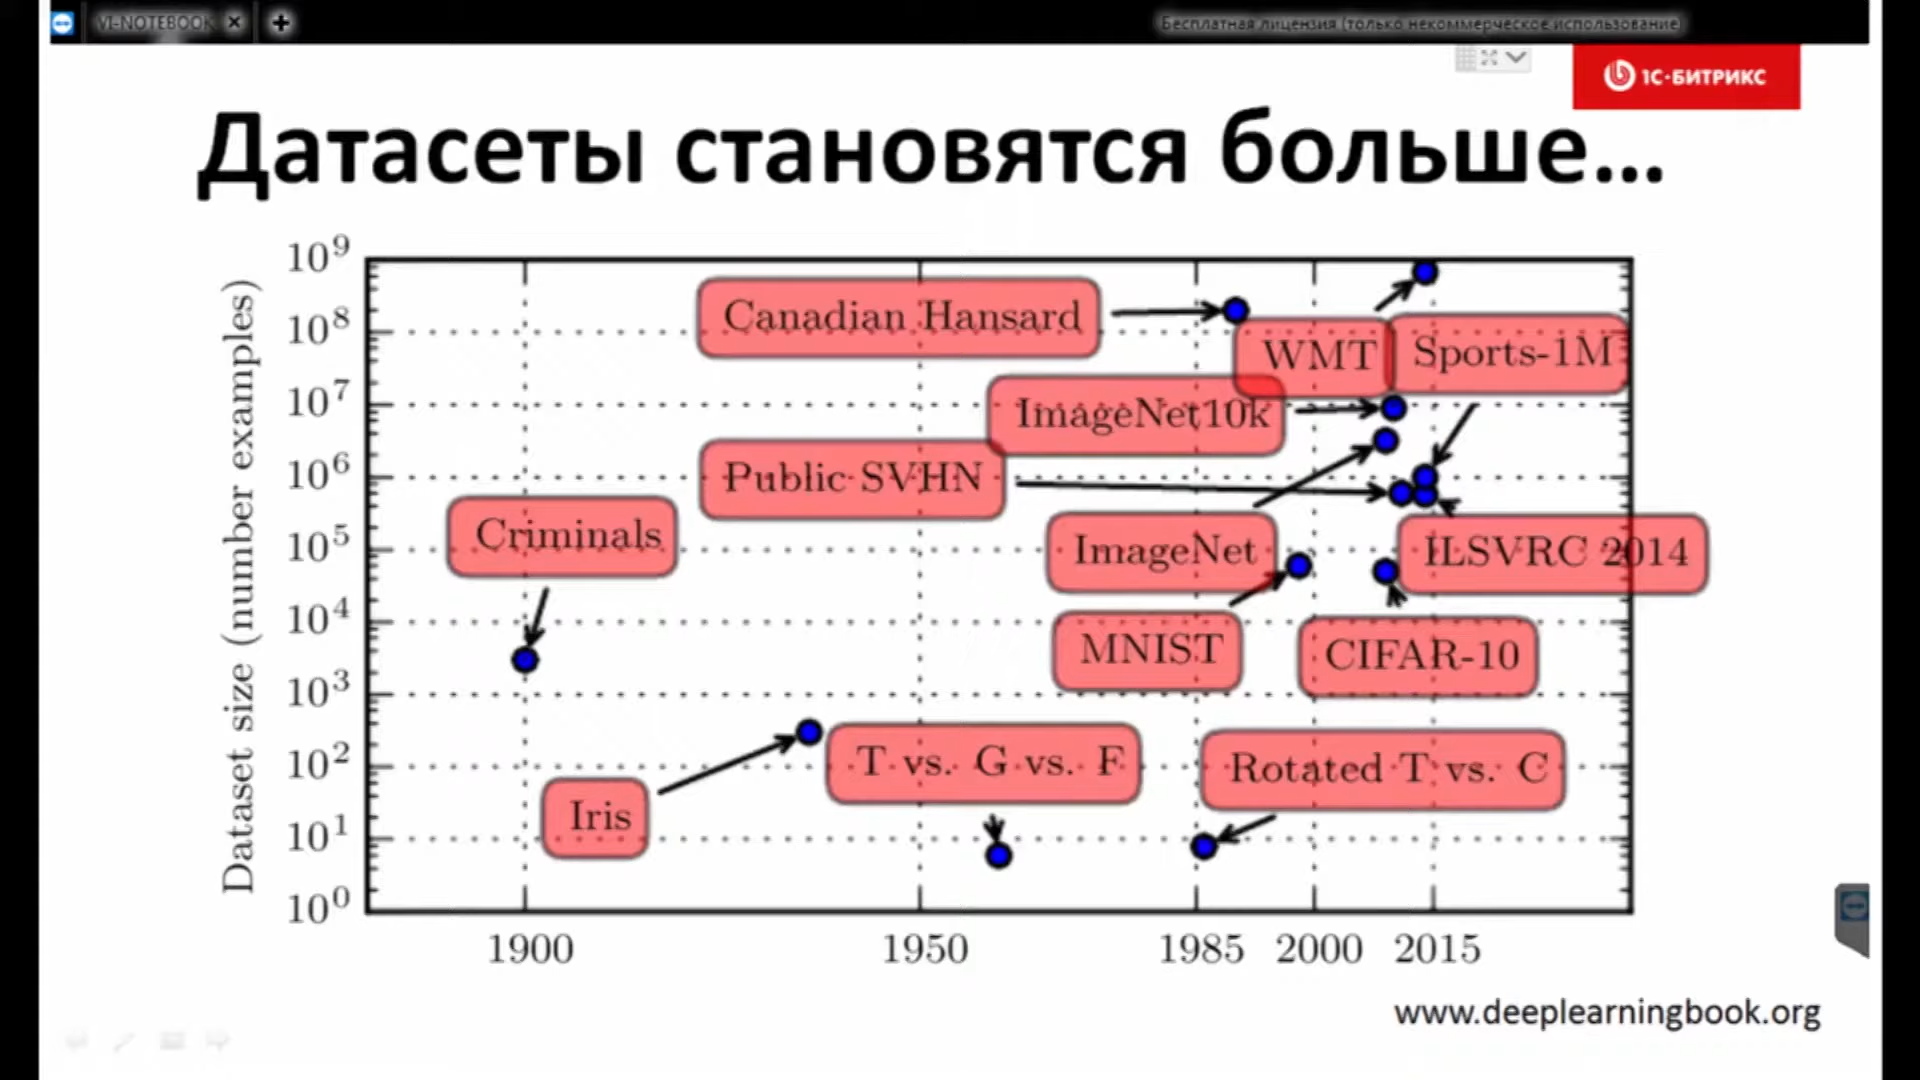 VI-NOTEBOOK
Бесплатная лицензия (только некоммерческое использование)
1С-БИТРИКС
Датасеты становятся больше...
Dataset size (number examples)
10⁹
10⁸
10⁷
10⁶
10⁵
10⁴
10³
10²
10¹
10⁰
Canadian Hansard
WMT
Sports-1M
ImageNet10k
Public SVHN
Criminals
ImageNet
ILSVRC 2014
MNIST
CIFAR-10
T vs. G vs. F
Rotated T vs. C
Iris
1900 1950 1985 2000 2015
www.deeplearningbook.org